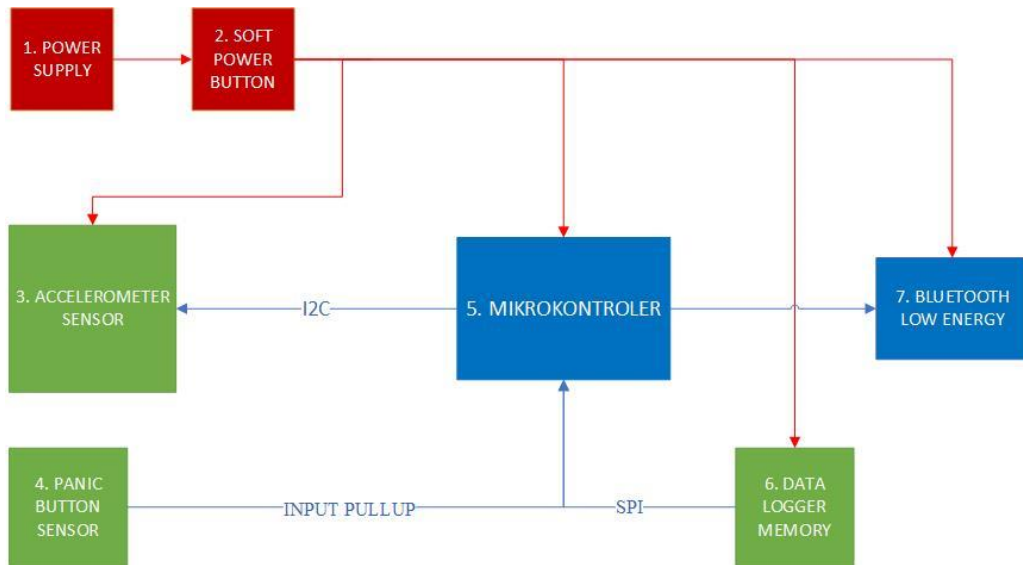 1. POWER
SUPPLY
2. SOFT
POWER
BUTTON
3. ACCELEROMETER
SENSOR
I2C
5. MIKROKONTROLER
7. BLUETOOTH
LOW ENERGY
4. PANIC
BUTTON
SENSOR
INPUT PULLUP
SPI
6. DATA
LOGGER
MEMORY